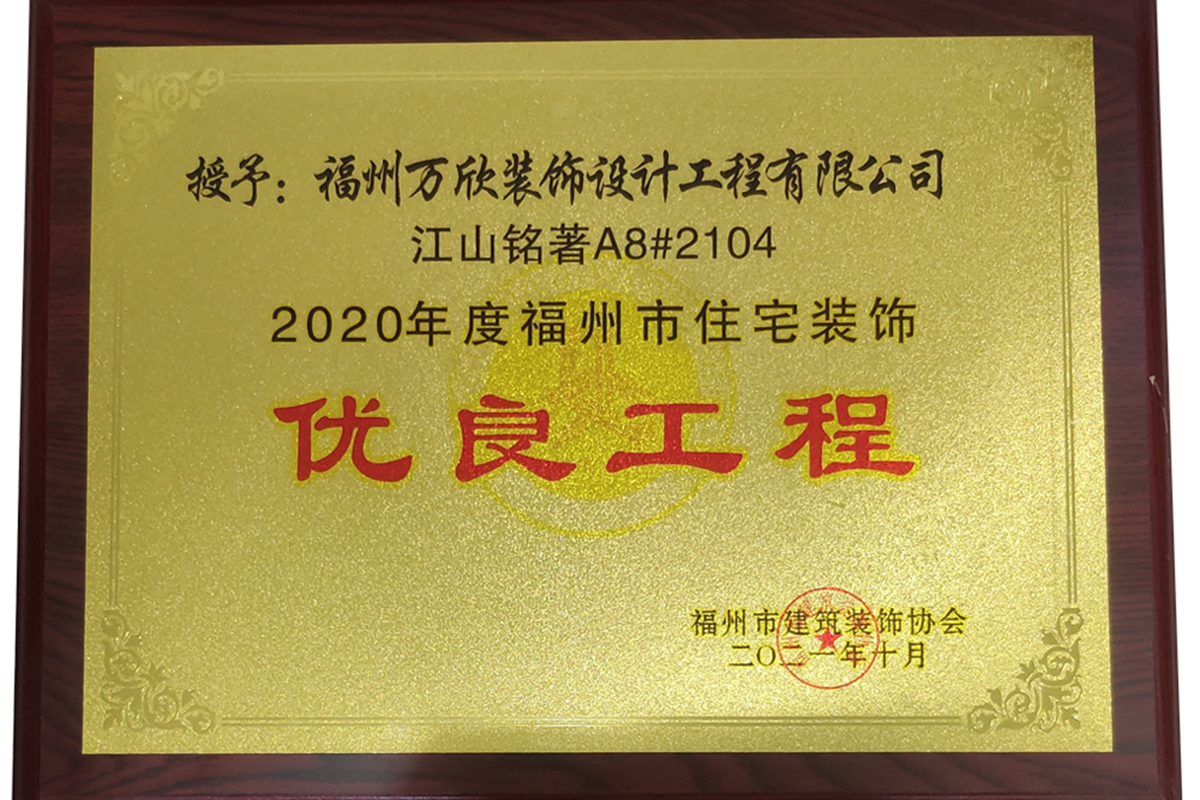 授予：福州万欣装饰设计工程有限公司
江山铭著A8#2104
2020年度福州市住宅装饰
优良工程
福州市建筑装饰协会
二〇二一年十月